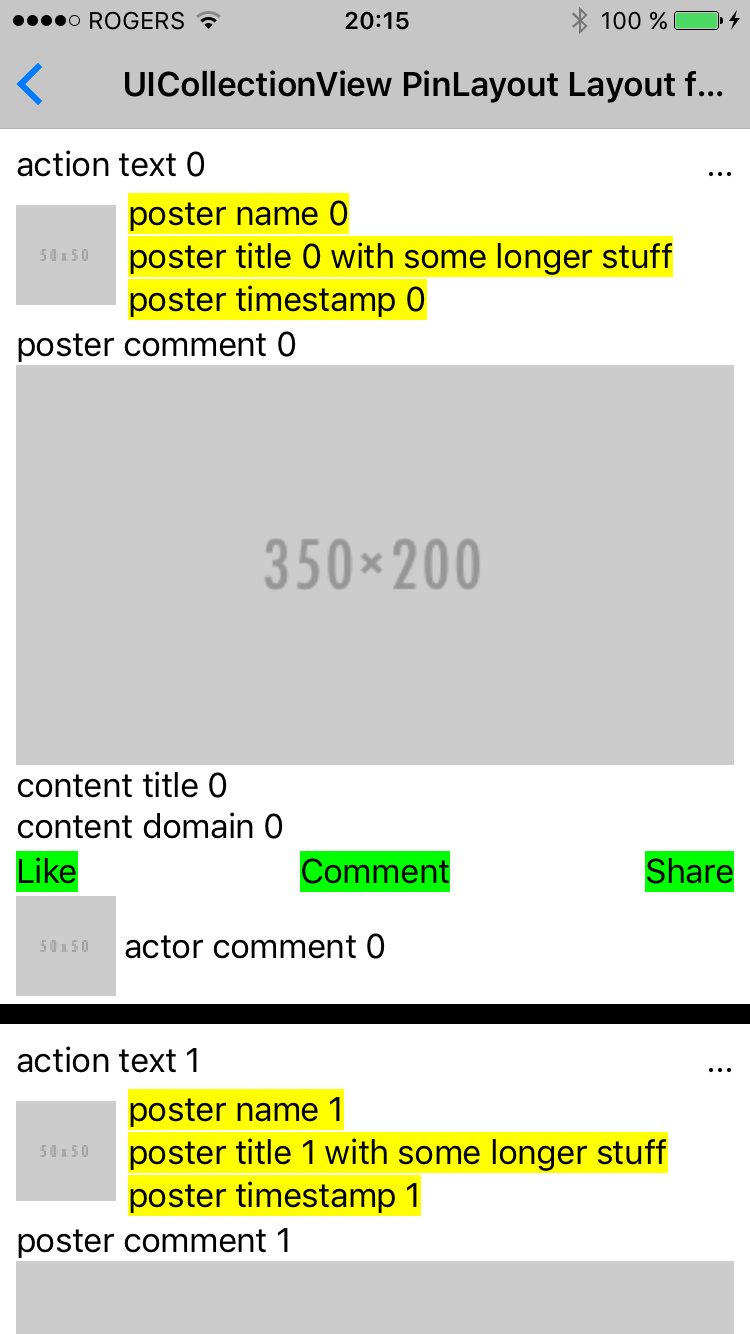 ROGERS 20:15 100 %
UICollectionView PinLayout Layout f...
action text 0 ...
poster name 0
50x50
poster title 0 with some longer stuff
poster timestamp 0
poster comment 0
350×200
content title 0
content domain 0
Like Comment Share
50x50 actor comment 0
action text 1 ...
poster name 1
50x50
poster title 1 with some longer stuff
poster timestamp 1
poster comment 1